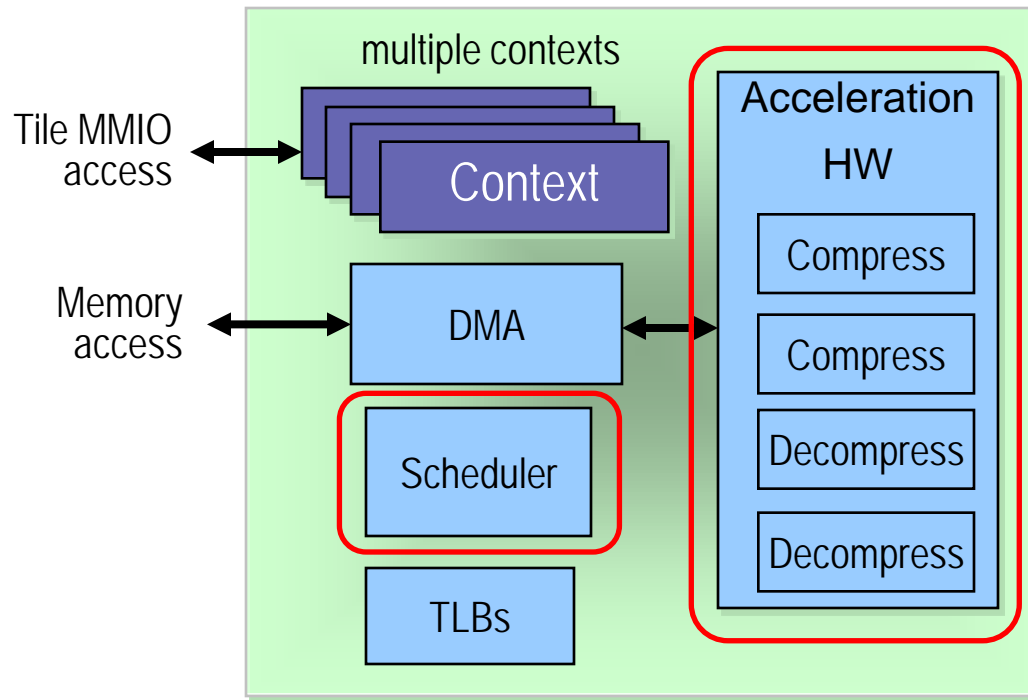 multiple contexts
Tile MMIO
access
Context
Memory
access
DMA
Scheduler
TLBs
Acceleration
HW
Compress
Compress
Decompress
Decompress